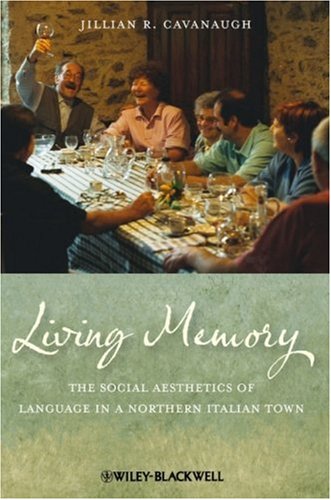 JILLIAN R. CAVANAUGH
Living Memory
THE SOCIAL AESTHETICS OF
LANGUAGE IN A NORTHERN ITALIAN TOWN
WILEY-BLACKWELL